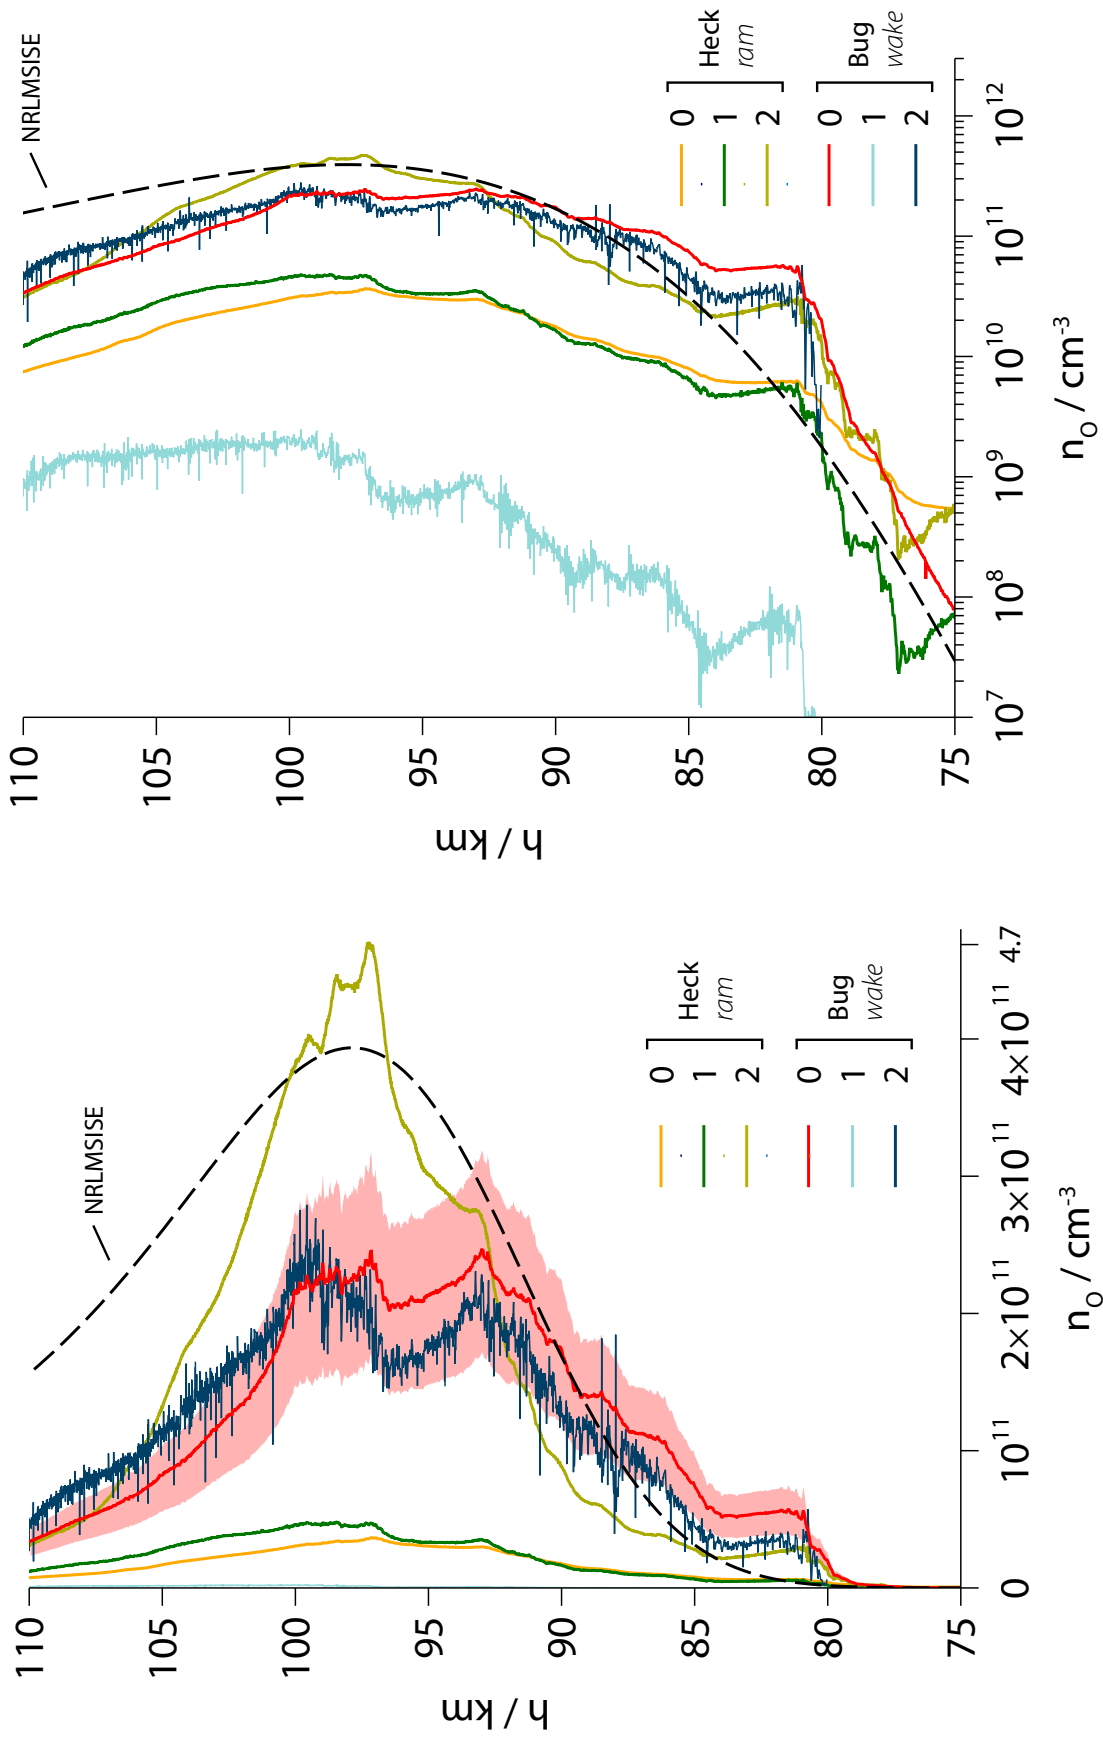 NRLMSISE
110
105
100
95
90
85
80
75
h / km
0
10¹¹
2×10¹¹
3×10¹¹
4×10¹¹
4.7
n_O / cm⁻³
0
1
2
Heck
ram
0
1
2
Bug
wake
NRLMSISE
110
105
100
95
90
85
80
75
h / km
10⁷
10⁸
10⁹
10¹⁰
10¹¹
10¹²
n_O / cm⁻³
0
1
2
Heck
ram
0
1
2
Bug
wake